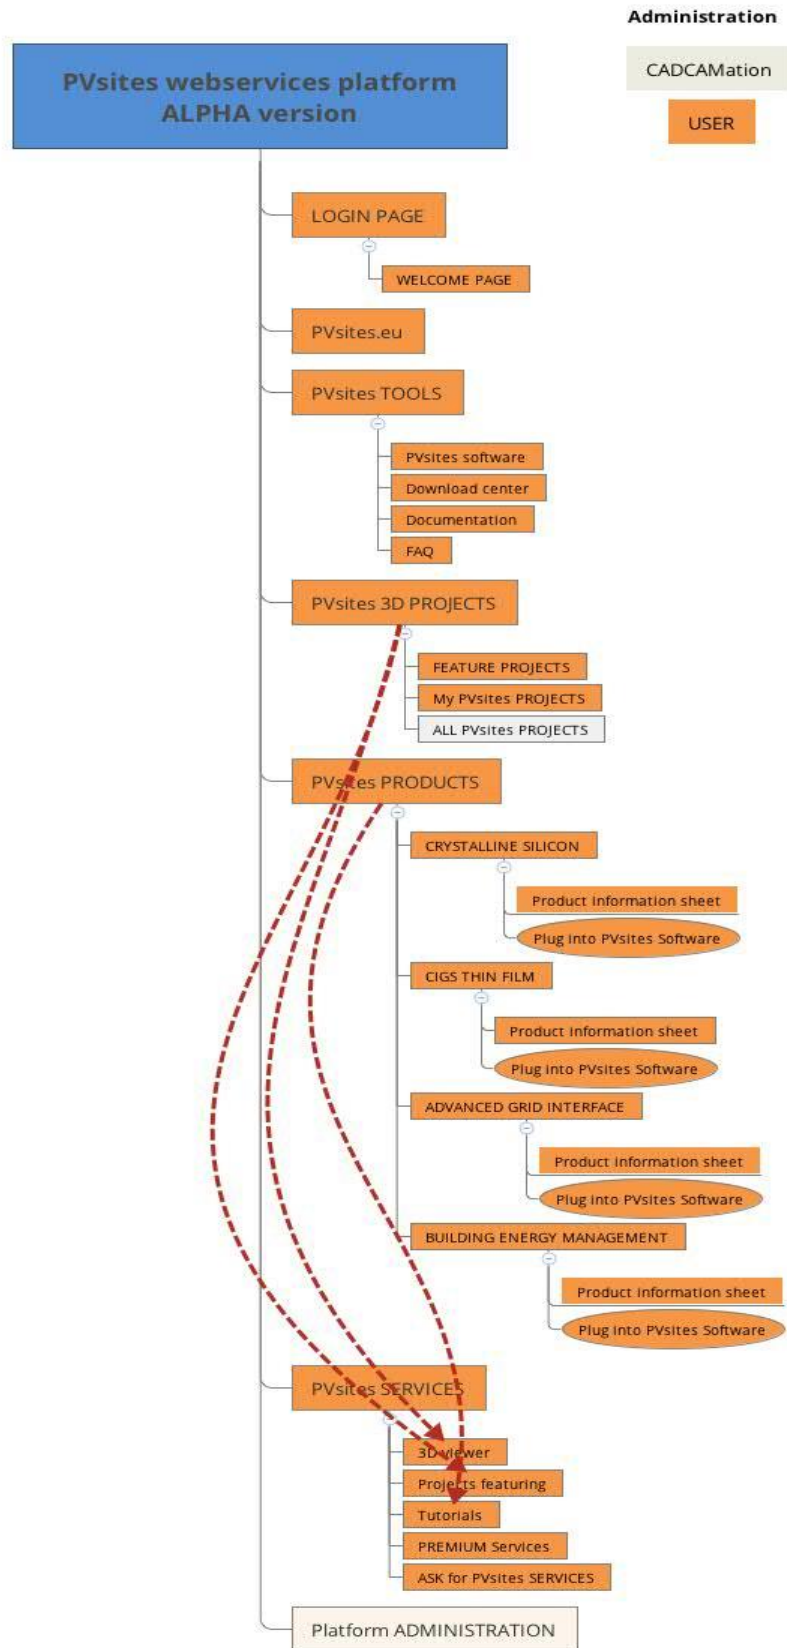 Administration
CADCAMation
USER
PVsites webservices platform
ALPHA version
LOGIN PAGE
WELCOME PAGE
PVsites.eu
PVsites TOOLS
PVsites software
Download center
Documentation
FAQ
PVsites 3D PROJECTS
FEATURE PROJECTS
My PVsites PROJECTS
ALL PVsites PROJECTS
PVsites PRODUCTS
CRYSTALLINE SILICON
Product information sheet
Plug into PVsites Software
CIGS THIN FILM
Product information sheet
Plug into PVsites Software
ADVANCED GRID INTERFACE
Product information sheet
Plug into PVsites Software
BUILDING ENERGY MANAGEMENT
Product information sheet
Plug into PVsites Software
PVsites SERVICES
3D viewer
Projects featuring
Tutorials
PREMIUM Services
ASK for PVsites SERVICES
Platform ADMINISTRATION